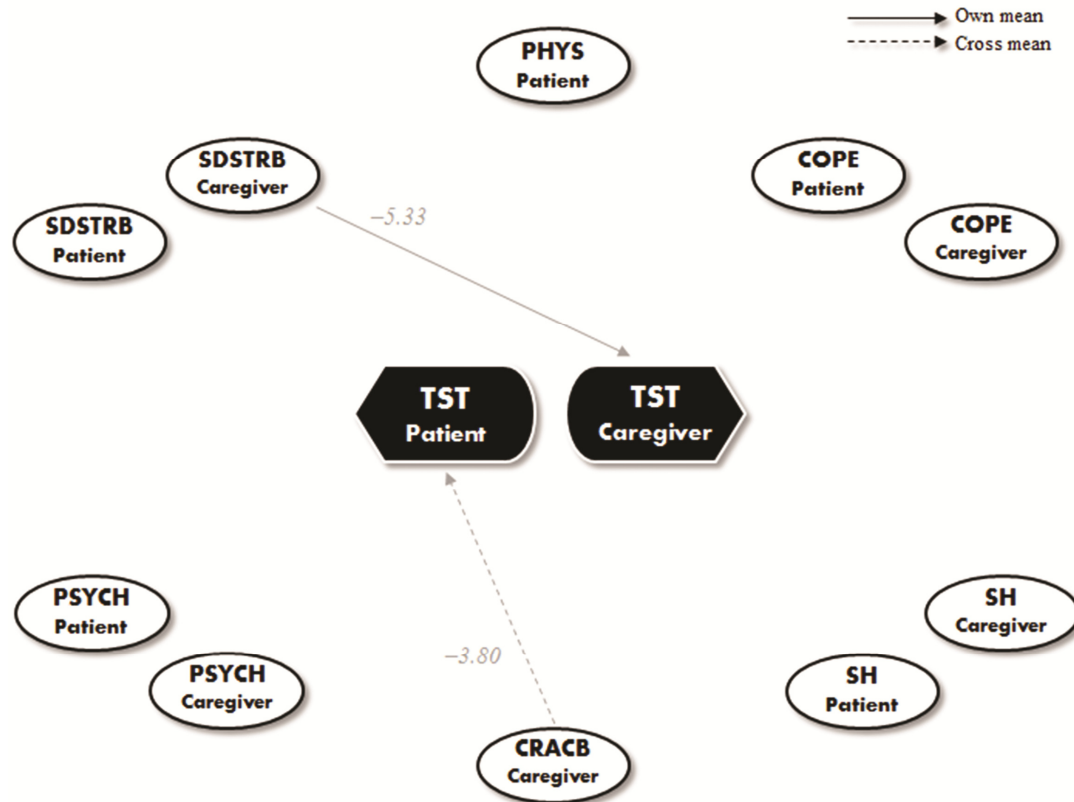 Own mean
Cross mean
PHYS
Patient
SDSTRB
Caregiver
COPE
Patient
SDSTRB
Patient
COPE
Caregiver
–5.33
TST
Patient
TST
Caregiver
PSYCH
Patient
SH
Caregiver
PSYCH
Caregiver
–3.80
SH
Patient
CRACB
Caregiver